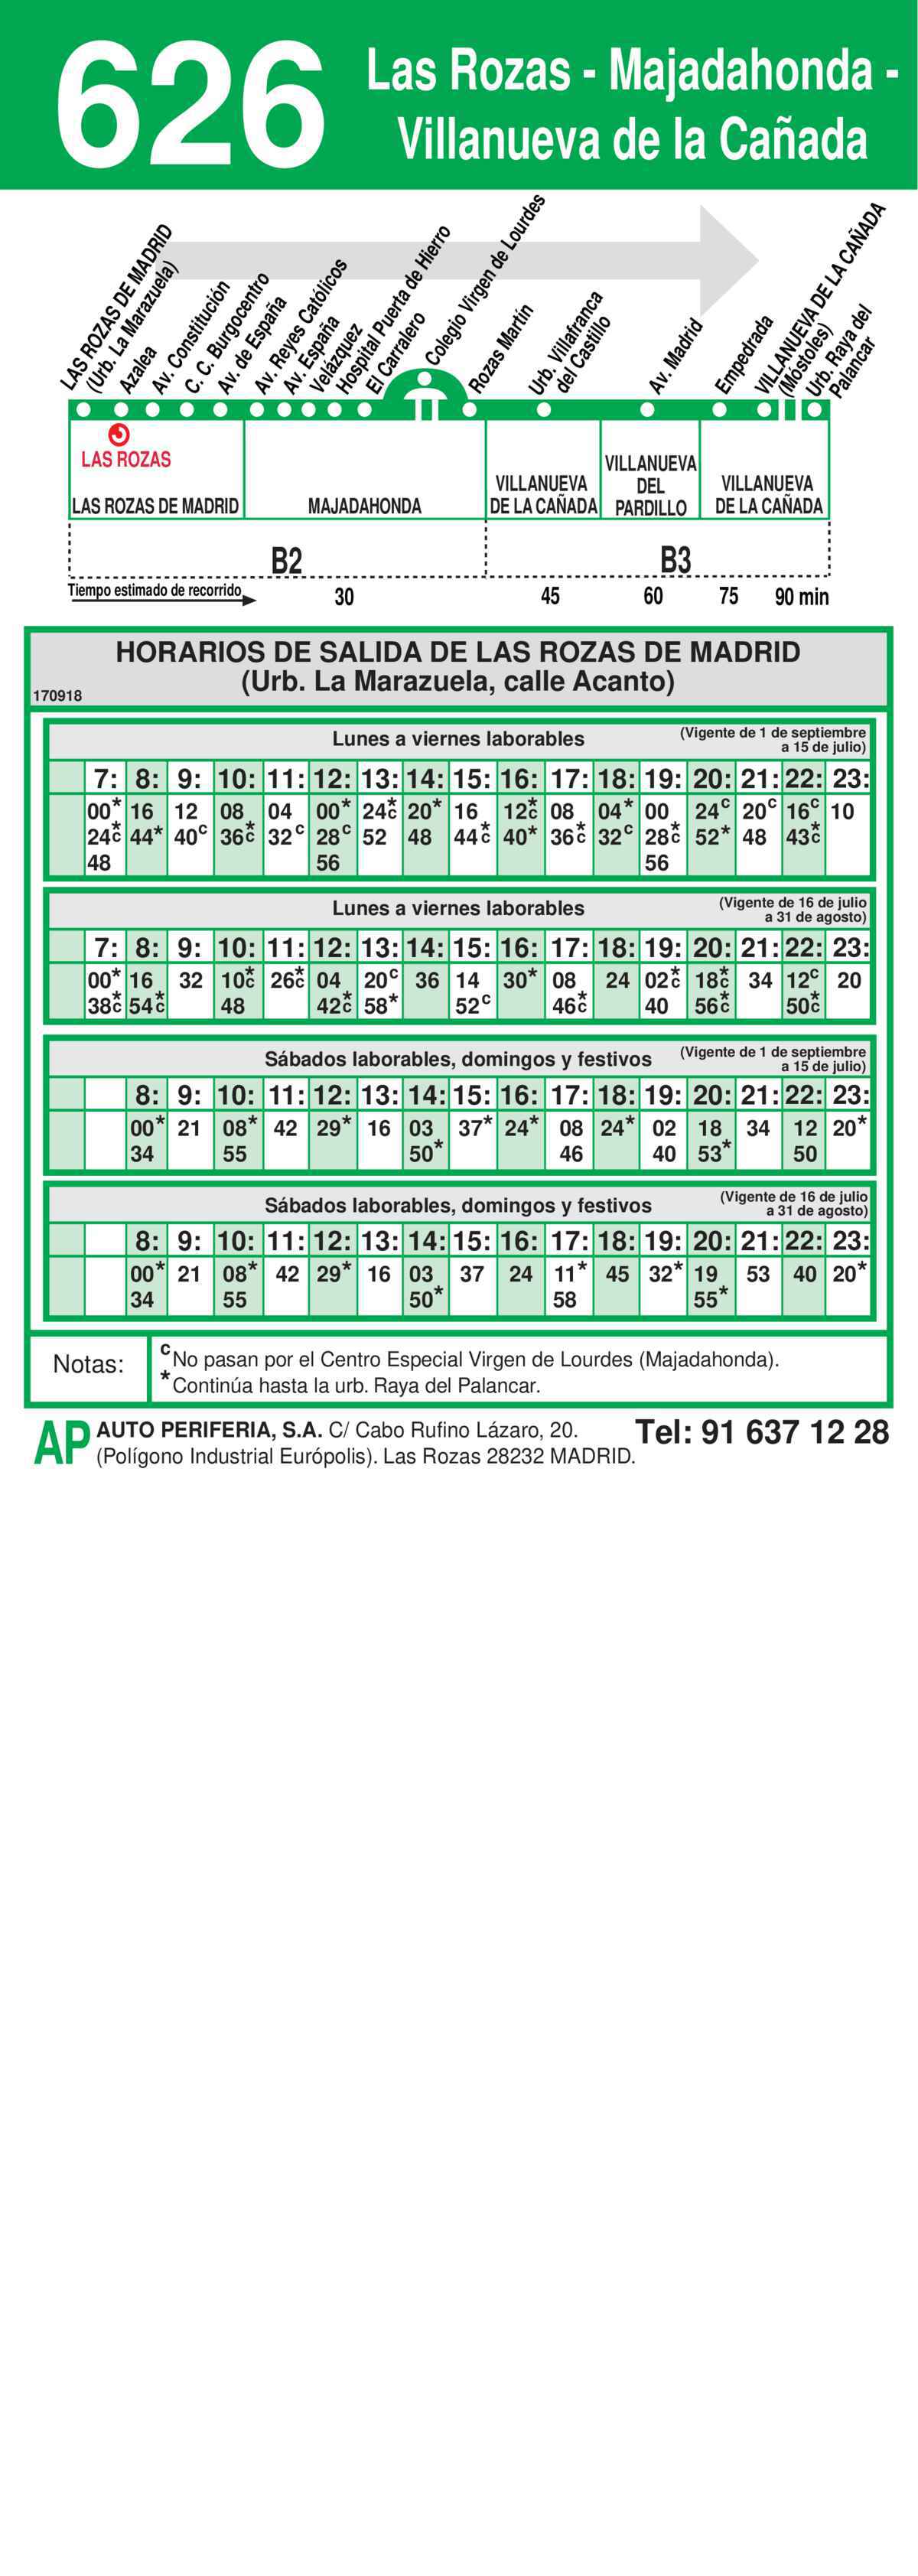 626
Las Rozas - Majadahonda -
Villanueva de la Cañada
LAS ROZAS DE MADRID
(Urb. La Marazuela)
Azalea
Av. Constitución
C. C. Burgocentro
Av. de España
Av. Reyes Católicos
Av. España
Velázquez
Hospital Puerta de Hierro
El Carralero
Colegio Virgen de Lourdes
Rozas Martín
Urb. Villafranca
del Castillo
Av. Madrid
Empedrada
VILLANUEVA DE LA CAÑADA
(Móstoles)
Urb. Raya del
Palancar
LAS ROZAS
LAS ROZAS DE MADRID
MAJADAHONDA
VILLANUEVA
DE LA CAÑADA
VILLANUEVA
DEL
PARDILLO
VILLANUEVA
DE LA CAÑADA
B2 B3
Tiempo estimado de recorrido 30 45 60 75 90 min
HORARIOS DE SALIDA DE LAS ROZAS DE MADRID
(Urb. La Marazuela, calle Acanto)
170918
Lunes a viernes laborables (Vigente de 1 de septiembre
a 15 de julio)
7: 8: 9: 10: 11: 12: 13: 14: 15: 16: 17: 18: 19: 20: 21: 22: 23:
00* 16 12 08 04 00* 24*c 20* 16 12*c 08 04* 00 24c 20c 16c 10
24*c 44* 40c 36*c 32c 28c 52 48 44*c 40* 36*c 32c 28*c 52* 48 43*c
48 56 56
Lunes a viernes laborables (Vigente de 16 de julio
a 31 de agosto)
7: 8: 9: 10: 11: 12: 13: 14: 15: 16: 17: 18: 19: 20: 21: 22: 23:
00* 16 32 10*c 26*c 04 20c 36 14 30* 08 24 02*c 18*c 34 12c 20
38*c 54*c 48 42*c 58* 52c 46*c 40 56*c 50*c
Sábados laborables, domingos y festivos (Vigente de 1 de septiembre
a 15 de julio)
8: 9: 10: 11: 12: 13: 14: 15: 16: 17: 18: 19: 20: 21: 22: 23:
00* 21 08* 42 29* 16 03 37* 24* 08 24* 02 18 34 12 20*
34 55 50* 46 40 53* 50
Sábados laborables, domingos y festivos (Vigente de 16 de julio
a 31 de agosto)
8: 9: 10: 11: 12: 13: 14: 15: 16: 17: 18: 19: 20: 21: 22: 23:
00* 21 08* 42 29* 16 03 37 24 11* 45 32* 19 53 40 20*
34 55 50* 58 55*
Notas:
c No pasan por el Centro Especial Virgen de Lourdes (Majadahonda).
* Continúa hasta la urb. Raya del Palancar.
AP AUTO PERIFERIA, S.A. C/ Cabo Rufino Lázaro, 20. Tel: 91 637 12 28
(Polígono Industrial Európolis). Las Rozas 28232 MADRID.